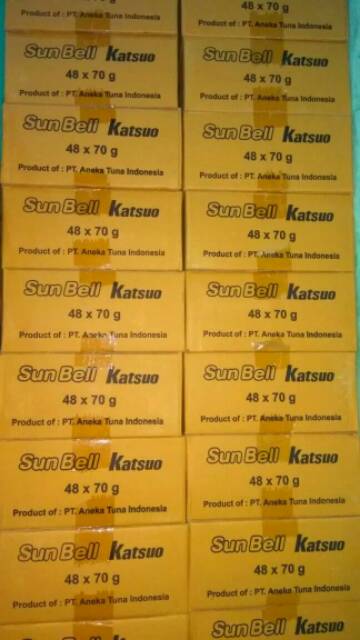 Product of : PT. Aneka Tuna Indonesia
48 x 70 g
Product of : PT. Aneka Tuna Indonesia
Sun Bell Katsuo
48 x 70 g
Product of : PT. Aneka Tuna Indonesia
Sun Bell Katsuo
48 x 70 g
Product of : PT. Aneka Tuna Indonesia
Sun Bell Katsuo
48 x 70 g
Product of : PT. Aneka Tuna Indonesia
Sun Bell Katsuo
48 x 70 g
Product of : PT. Aneka Tuna Indonesia
Sun Bell Katsuo
48 x 70 g
Product of : PT. Aneka Tuna Indonesia
Sun Bell Katsuo
48 x 70 g
Product of : PT. Aneka Tuna Indonesia
Sun Bell Katsuo
48 x 70 g
Product of : PT. Aneka Tuna Indonesia
Sun Bell Katsuo
48 x 70 g
Product of : PT. Aneka Tuna Indonesia
Sun Bell Katsuo
48 x 70 g
Product of : PT. Aneka Tuna Indonesia
Sun Bell Katsuo
48 x 70 g
Product of : PT. Aneka Tuna Indonesia
Sun Bell Katsuo
48 x 70 g
Product of : PT. Aneka Tuna Indonesia
Sun Bell Katsuo
48 x 70 g
Product of : PT. Aneka Tuna Indonesia
Sun Bell Katsuo
48 x 70 g
Product of : PT. Aneka Tuna Indonesia
Sun Bell Katsuo
48 x 70 g
Product of : PT. Aneka Tuna Indonesia
Sun Bell Katsuo
Sun Bell Katsuo